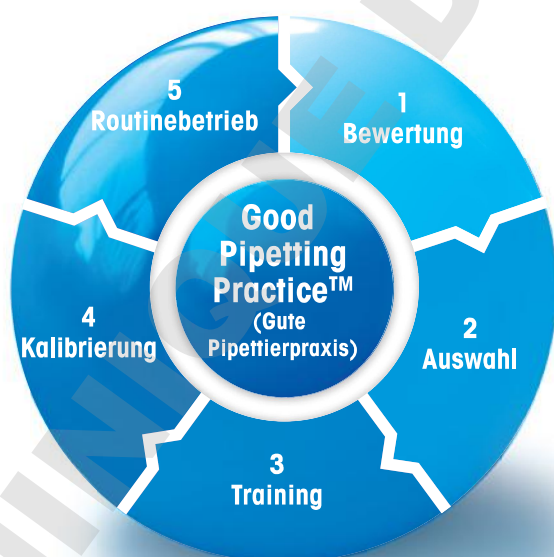 5
Routinebetrieb
1
Bewertung
Good
Pipetting
Practice™
(Gute
Pipettierpraxis)
4
Kalibrierung
2
Auswahl
3
Training